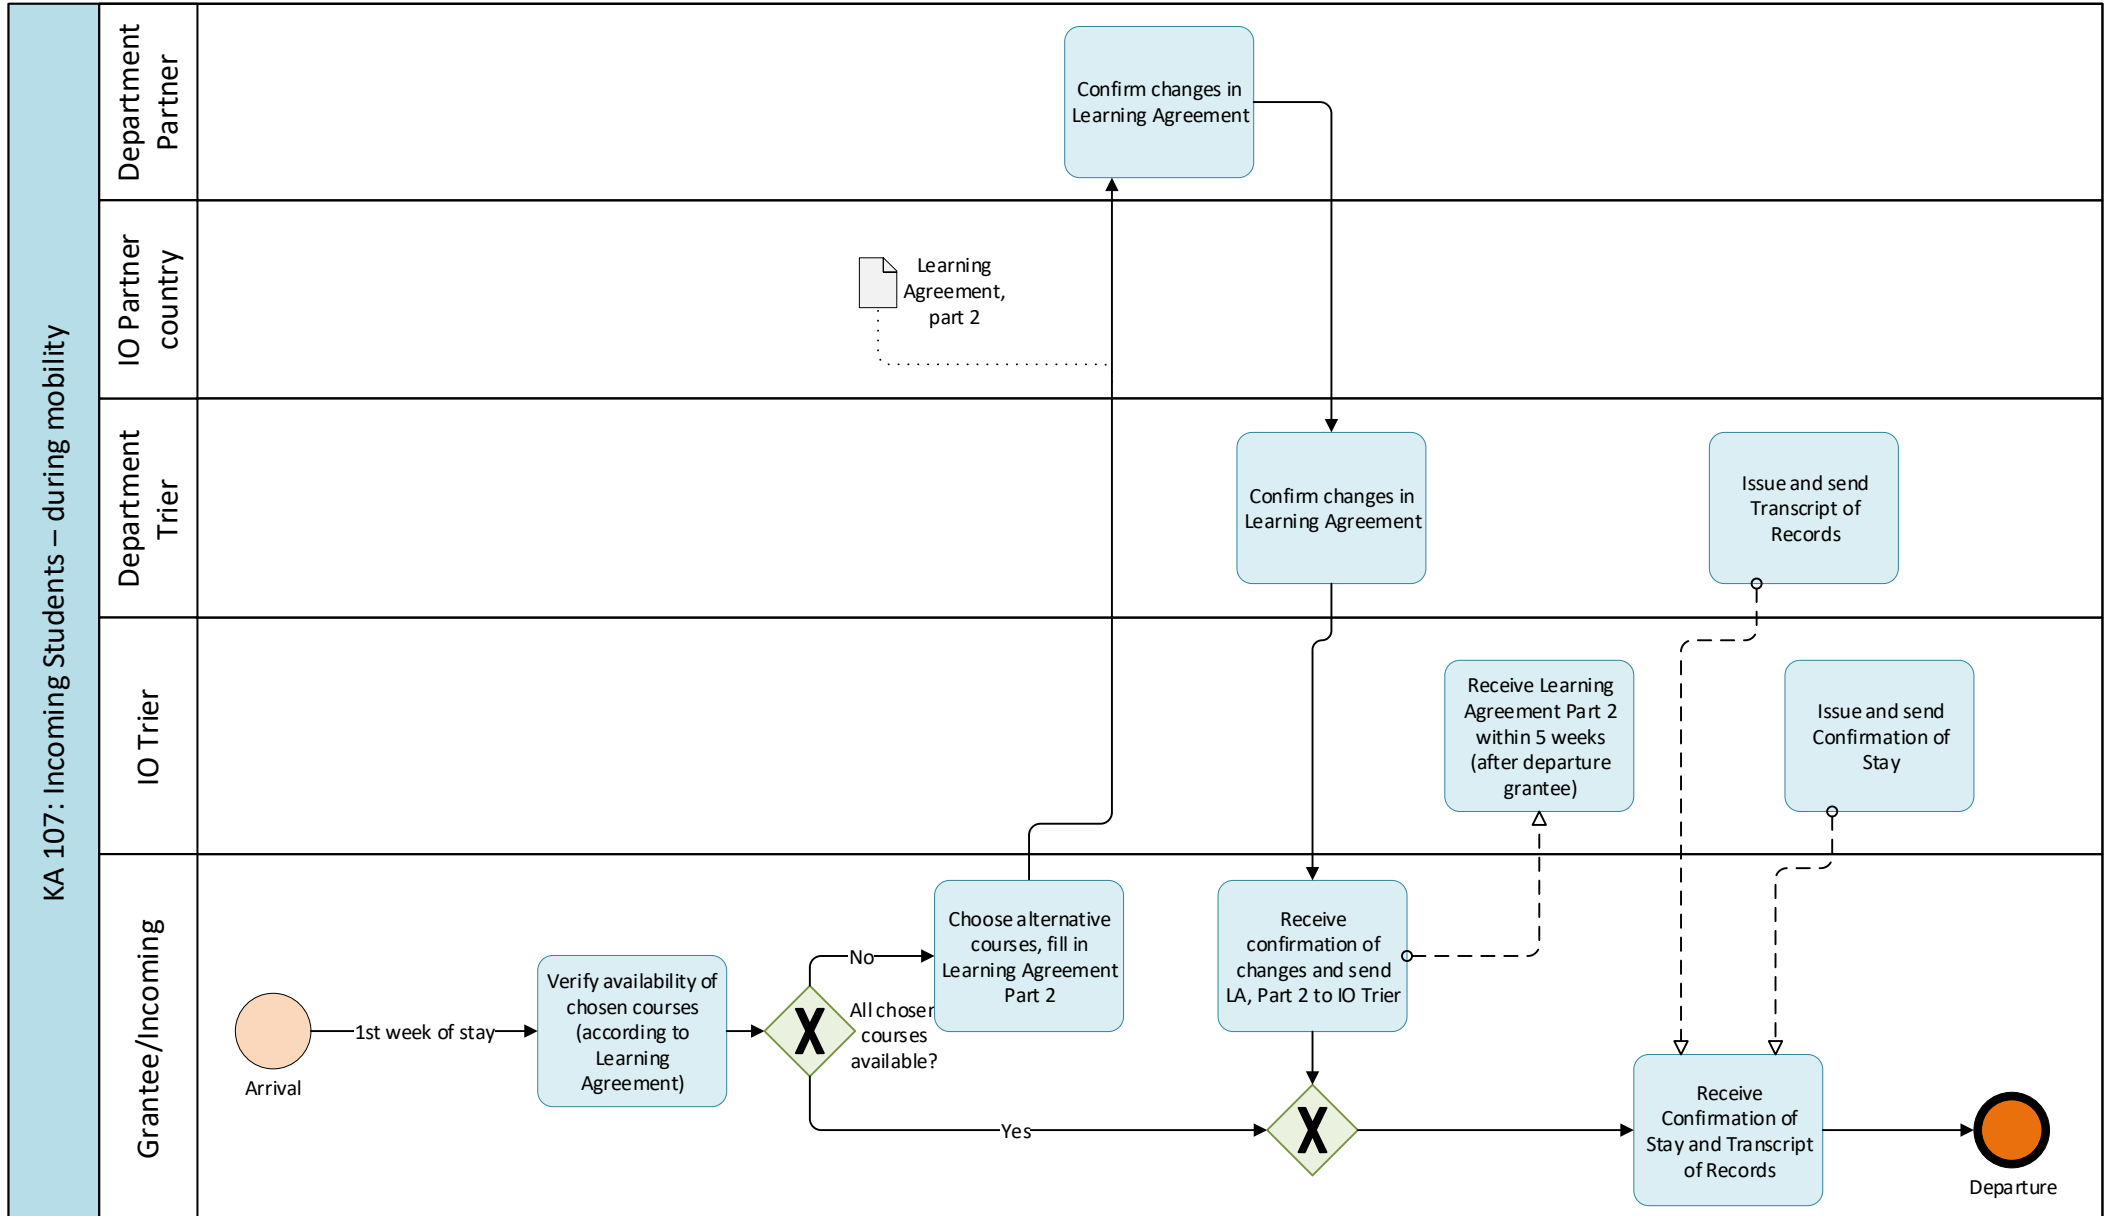 KA 107: Incoming Students – during mobility
Department
Partner
Confirm changes in
Learning Agreement
IO Partner
country
Learning
Agreement,
part 2
Department
Trier
Confirm changes in
Learning Agreement
Issue and send
Transcript of
Records
IO Trier
Receive Learning
Agreement Part 2
within 5 weeks
(after departure
grantee)
Issue and send
Confirmation of
Stay
Grantee/Incoming
Arrival
1st week of stay
Verify availability of
chosen courses
(according to
Learning
Agreement)
No
All choser
courses
available?
Yes
Choose alternative
courses, fill in
Learning Agreement
Part 2
Receive
confirmation of
changes and send
LA, Part 2 to IO Trier
X
X
Receive
Confirmation of
Stay and Transcript
of Records
Departure